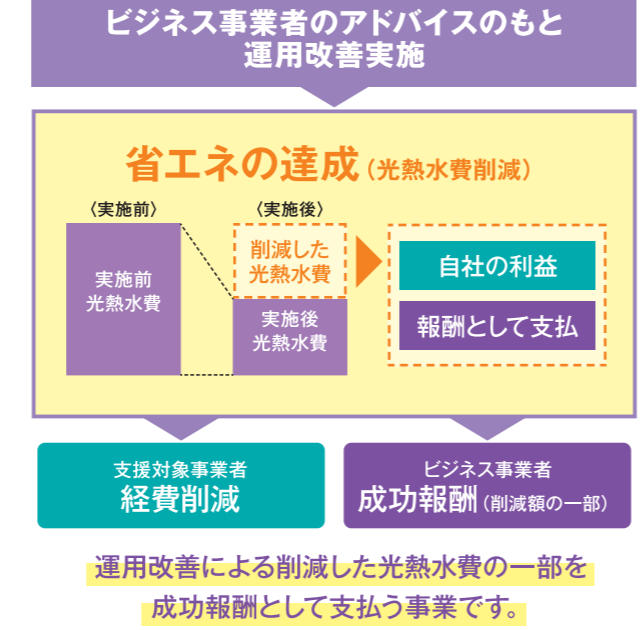 ビジネス事業者のアドバイスのもと
運用改善実施
省エネの達成（光熱水費削減）
〈実施前〉
〈実施後〉
実施前
光熱水費
削減した
光熱水費
実施後
光熱水費
自社の利益
報酬として支払
支援対象事業者
経費削減
ビジネス事業者
成功報酬（削減額の一部）
運用改善による削減した光熱水費の一部を
成功報酬として支払う事業です。